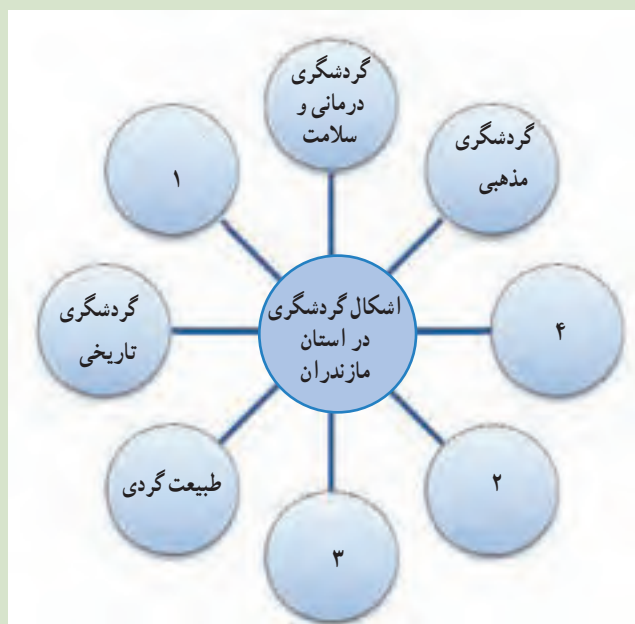 گردشگری
درمانی و
سلامت
گردشگری
مذهبی
۱
اشکال گردشگری
در استان
مازندران
گردشگری
تاریخی
۴
طبیعت گردی
۲
۳